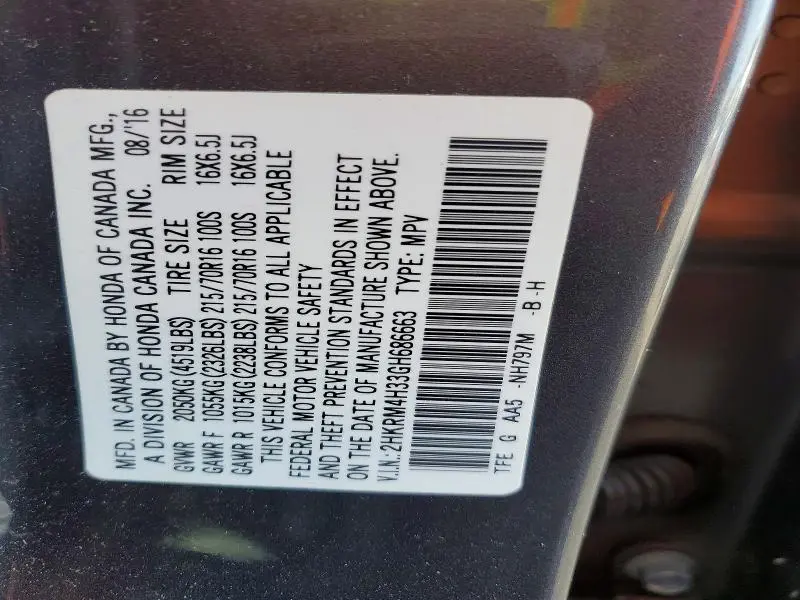 MFD. IN CANADA BY HONDA OF CANADA MFG.,
A DIVISION OF HONDA CANADA INC. 08/'16
GVWR 2050KG(4519LBS) TIRE SIZE RIM SIZE
GAWR F 1055KG(2326LBS)215/70R16 100S 16X6.5J
GAWR R 1015KG(2238LBS)215/70R16 100S 16X6.5J
THIS VEHICLE CONFORMS TO ALL APPLICABLE
FEDERAL MOTOR VEHICLE SAFETY
AND THEFT PREVENTION STANDARDS IN EFFECT
ON THE DATE OF MANUFACTURE SHOWN ABOVE.
V.I.N.:2HKRM4H33GH686663 TYPE: MPV
TFE G AA5 -NH797M -B -H